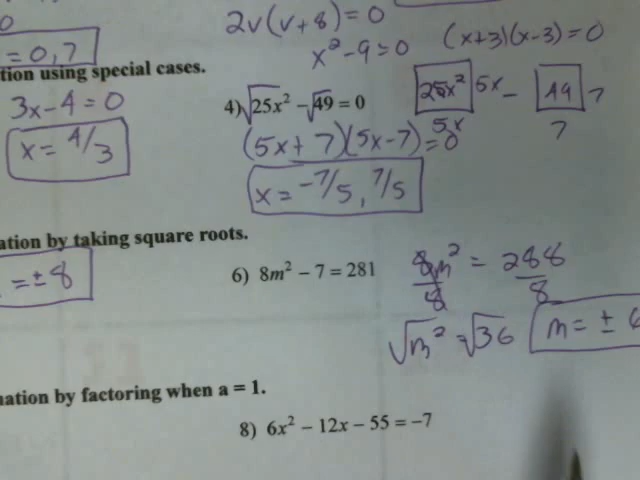 0
2v(v+8)=0
= 0,7
x² - 9 = 0
(x+3)(x-3) = 0
tion using special cases.
3x-4 = 0
4) √25x² - √49 = 0
25x² 5x - 49 7
5x
7
x = 4/3
(5x + 7)(5x - 7) = 0
x = -7/5, 7/5
ation by taking square roots.
= ±8
6) 8m² - 7 = 281
8m² = 288
8 8
√m² = √36
m = ± 6
uation by factoring when a = 1.
8) 6x² - 12x - 55 = -7